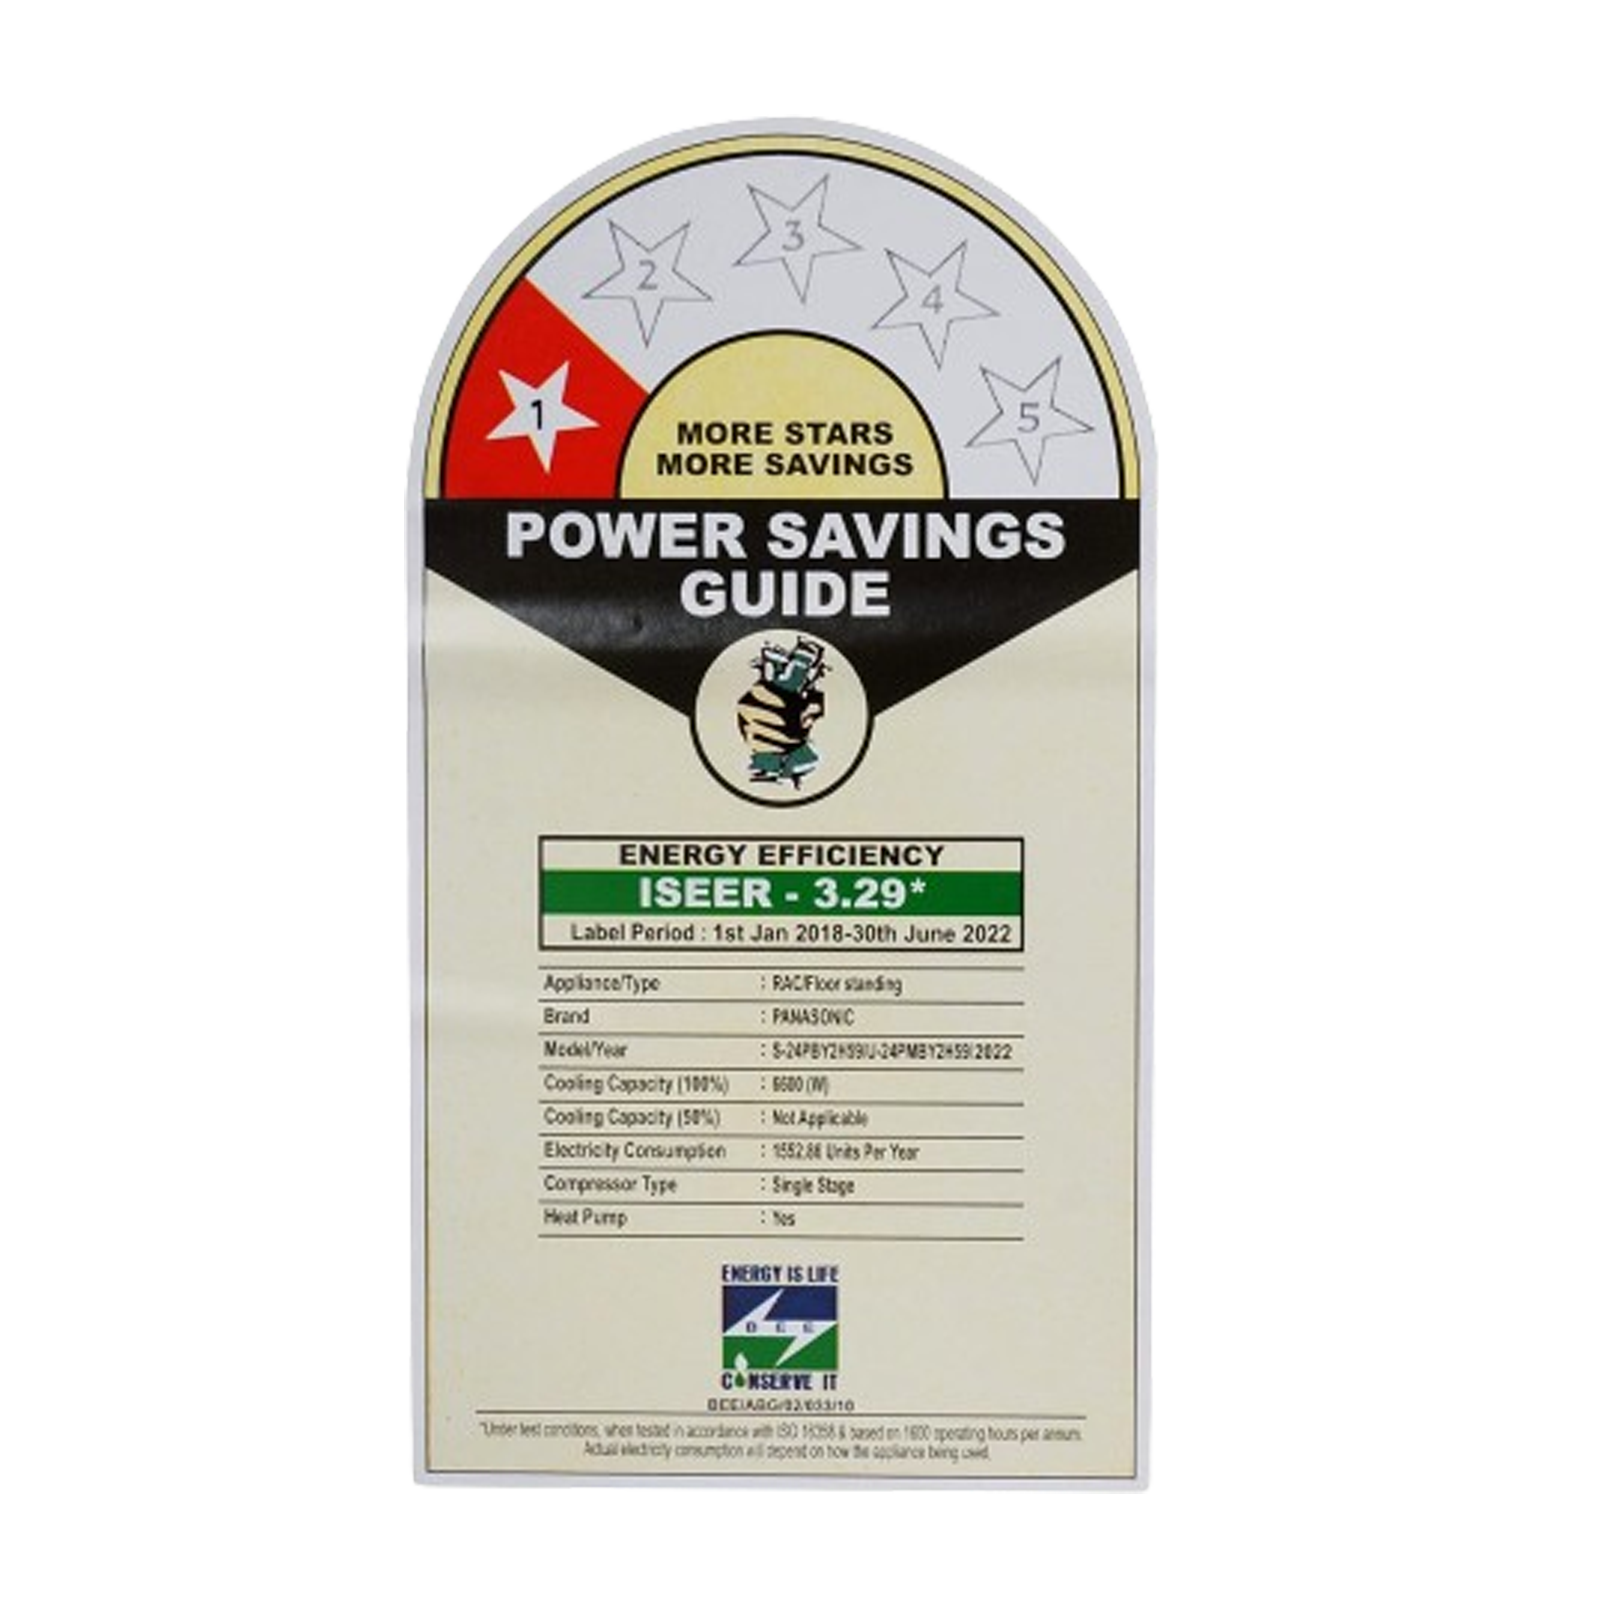 3
2
4
1
5
MORE STARS
MORE SAVINGS
POWER SAVINGS
GUIDE
ENERGY EFFICIENCY
ISEER - 3.29*
Label Period : 1st Jan 2018-30th June 2022
Appliance/Type : RAC/Floor standing
Brand : PANASONIC
Model/Year : S-24PBY2H59/U-24PMBY2H59/2022
Cooling Capacity (100%) : 6600 (W)
Cooling Capacity (50%) : Not Applicable
Electricity Consumption : 1552.86 Units Per Year
Compressor Type : Single Stage
Heat Pump : Yes
ENERGY IS LIFE
BEE
CONSERVE IT
*Under test conditions, when tested in accordance with ISO 16358 & based on 1600 operating hours per annum.
Actual electricity consumption will depend on how the appliance being used.